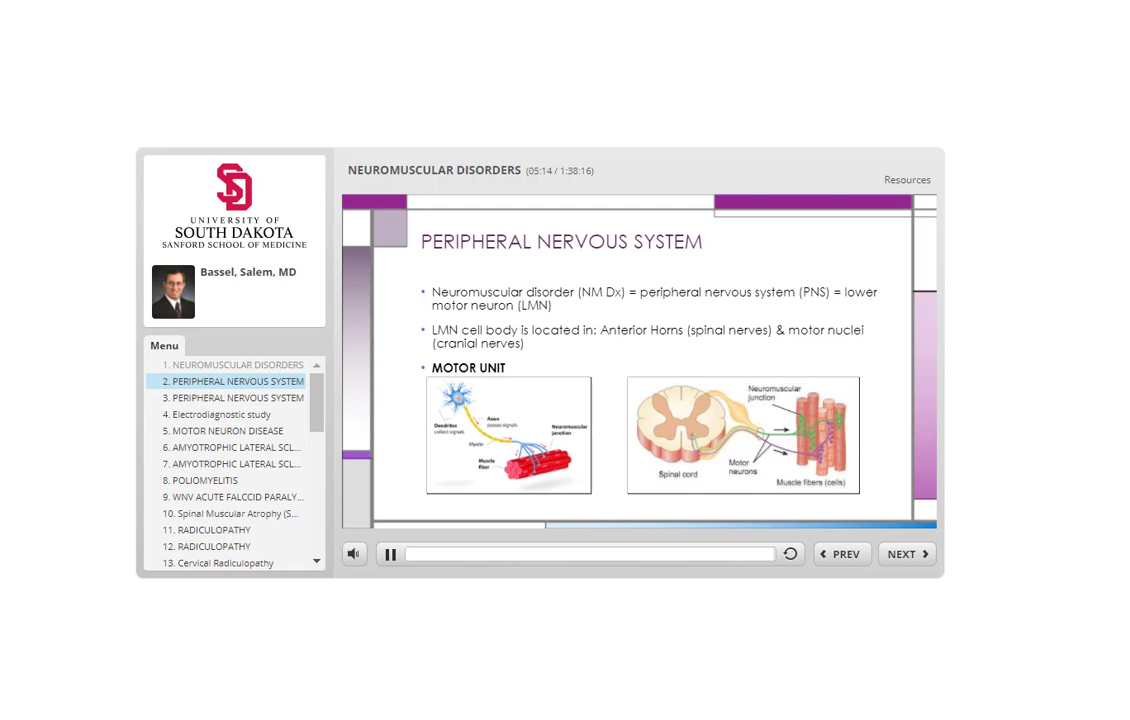 UNIVERSITY OF
SOUTH DAKOTA
SANFORD SCHOOL OF MEDICINE
Bassel, Salem, MD
Menu
1. NEUROMUSCULAR DISORDERS
2. PERIPHERAL NERVOUS SYSTEM
3. PERIPHERAL NERVOUS SYSTEM
4. Electrodiagnostic study
5. MOTOR NEURON DISEASE
6. AMYOTROPHIC LATERAL SCL...
7. AMYOTROPHIC LATERAL SCL...
8. POLIOMYELITIS
9. WNV ACUTE FALCCID PARALY...
10. Spinal Muscular Atrophy (S...
11. RADICULOPATHY
12. RADICULOPATHY
13. Cervical Radiculopathy
NEUROMUSCULAR DISORDERS (05:14 / 1:38:16)
Resources
PERIPHERAL NERVOUS SYSTEM
• Neuromuscular disorder (NM Dx) = peripheral nervous system (PNS) = lower
motor neuron (LMN)
• LMN cell body is located in: Anterior Horns (spinal nerves) & motor nuclei
(cranial nerves)
• MOTOR UNIT
Dendrites
collect signals
Axon
passes signals
Myelin
Neuromuscular
junction
Muscle
fiber
Neuromuscular
junction
Spinal cord
Motor
neurons
Muscle fibers (cells)
PREV
NEXT